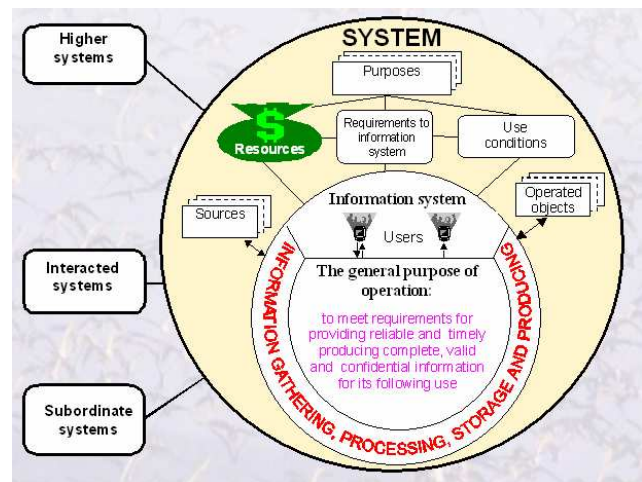 Higher
systems
Interacted
systems
Subordinate
systems
SYSTEM
Purposes
$
Resources
Requirements to
information
system
Use
conditions
Sources
Operated
objects
Information system
Users
The general purpose of
operation:
to meet requirements for
providing reliable and timely
producing complete, valid
and confidential information
for its following use
INFORMATION GATHERING, PROCESSING, STORAGE AND PRODUCING